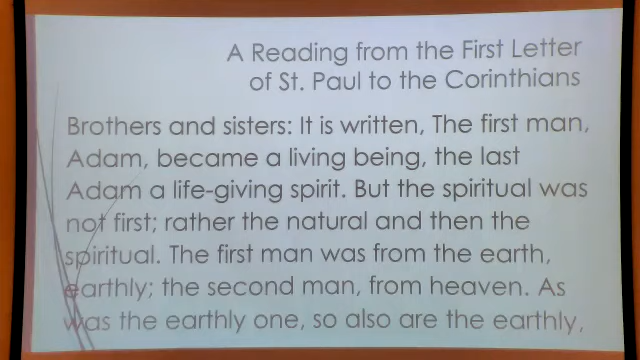 A Reading from the First Letter
of St. Paul to the Corinthians
Brothers and sisters: It is written, The first man,
Adam, became a living being, the last
Adam a life-giving spirit. But the spiritual was
not first; rather the natural and then the
spiritual. The first man was from the earth,
earthly; the second man, from heaven. As
was the earthly one, so also are the earthly,